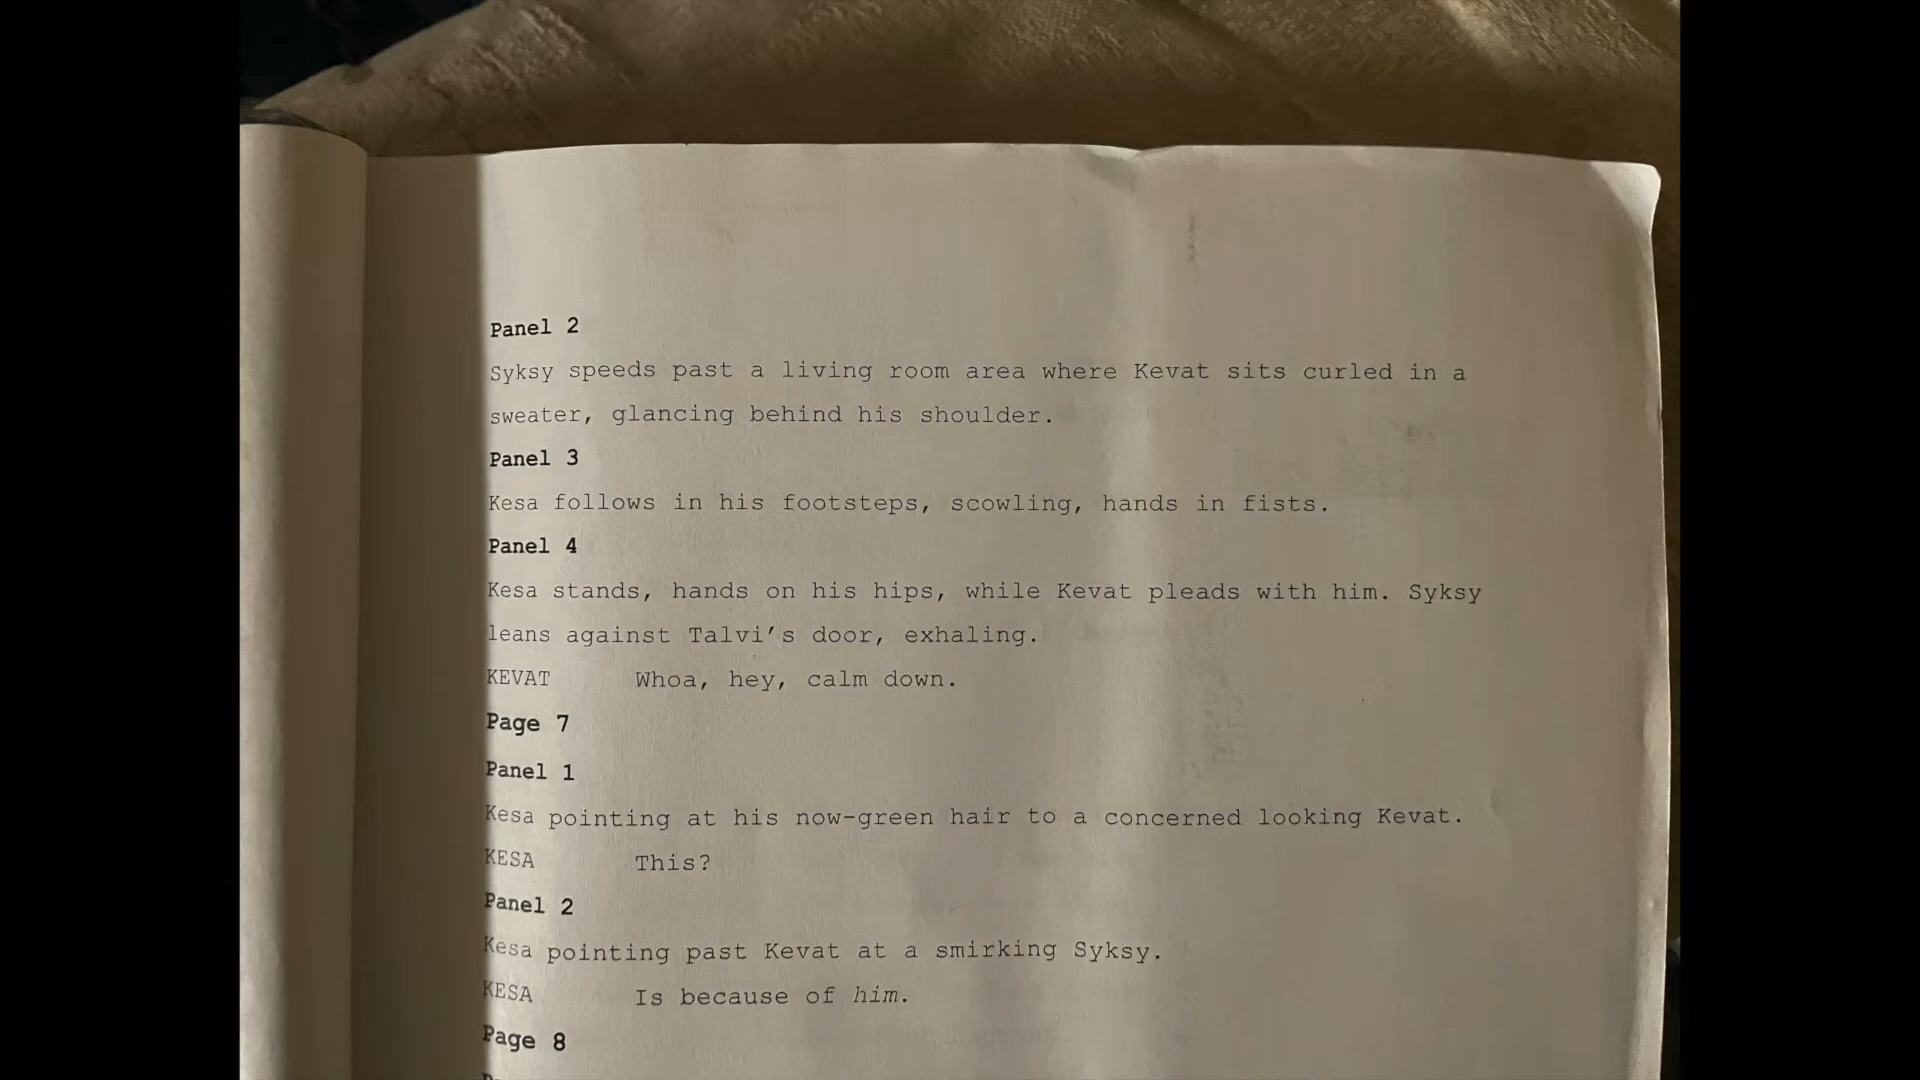 Panel 2
Syksy speeds past a living room area where Kevat sits curled in a
sweater, glancing behind his shoulder.
Panel 3
Kesa follows in his footsteps, scowling, hands in fists.
Panel 4
Kesa stands, hands on his hips, while Kevat pleads with him. Syksy
leans against Talvi's door, exhaling.
KEVAT Whoa, hey, calm down.
Page 7
Panel 1
Kesa pointing at his now-green hair to a concerned looking Kevat.
KESA This?
Panel 2
Kesa pointing past Kevat at a smirking Syksy.
KESA Is because of him.
Page 8